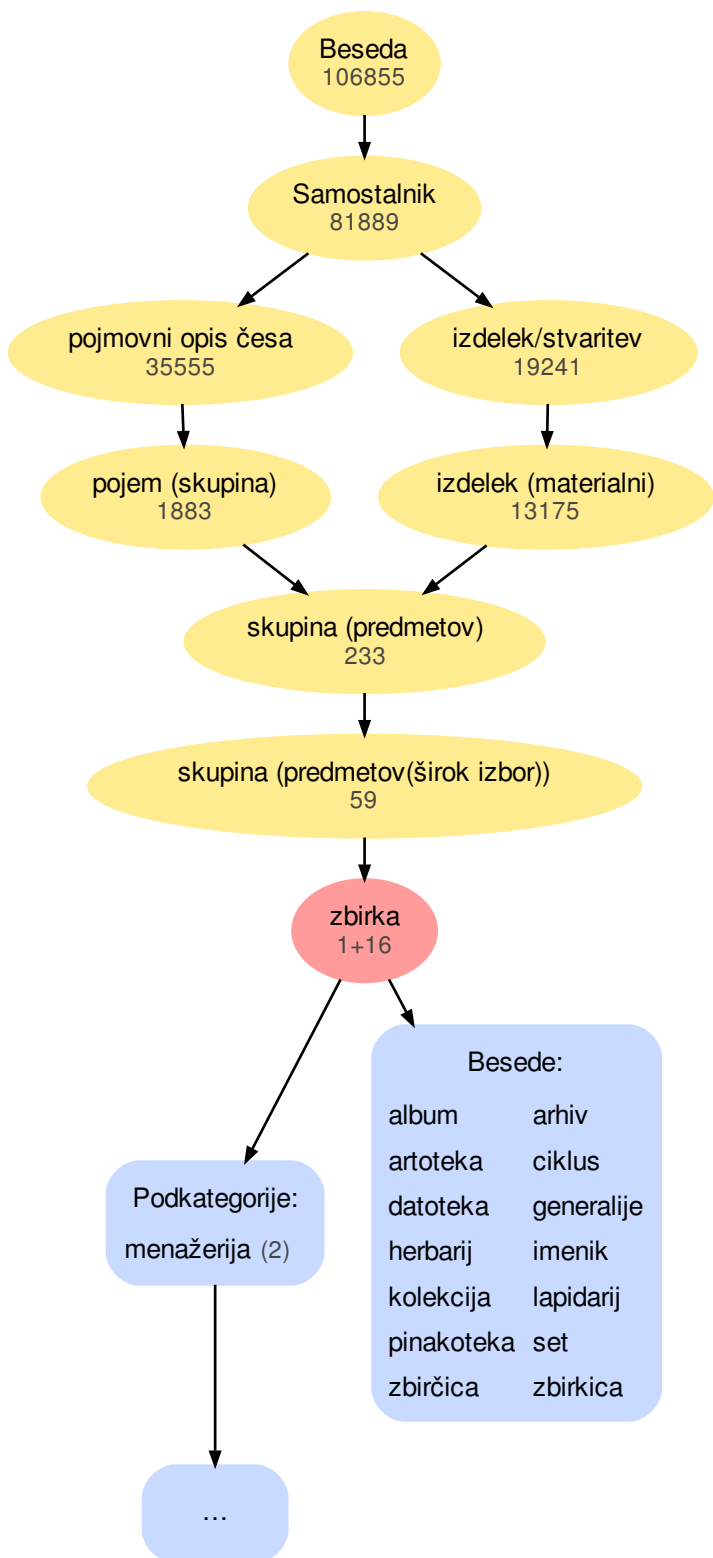 Beseda
106855
Samostalnik
81889
pojmovni opis česa
35555
izdelek/stvaritev
19241
pojem (skupina)
1883
izdelek (materialni)
13175
skupina (predmetov)
233
skupina (predmetov(širok izbor))
59
zbirka
1+16
Besede:
album arhiv
artoteka ciklus
datoteka generalije
herbarij imenik
kolekcija lapidarij
pinakoteka set
zbirčica zbirkica
Podkategorije:
menažerija (2)
...